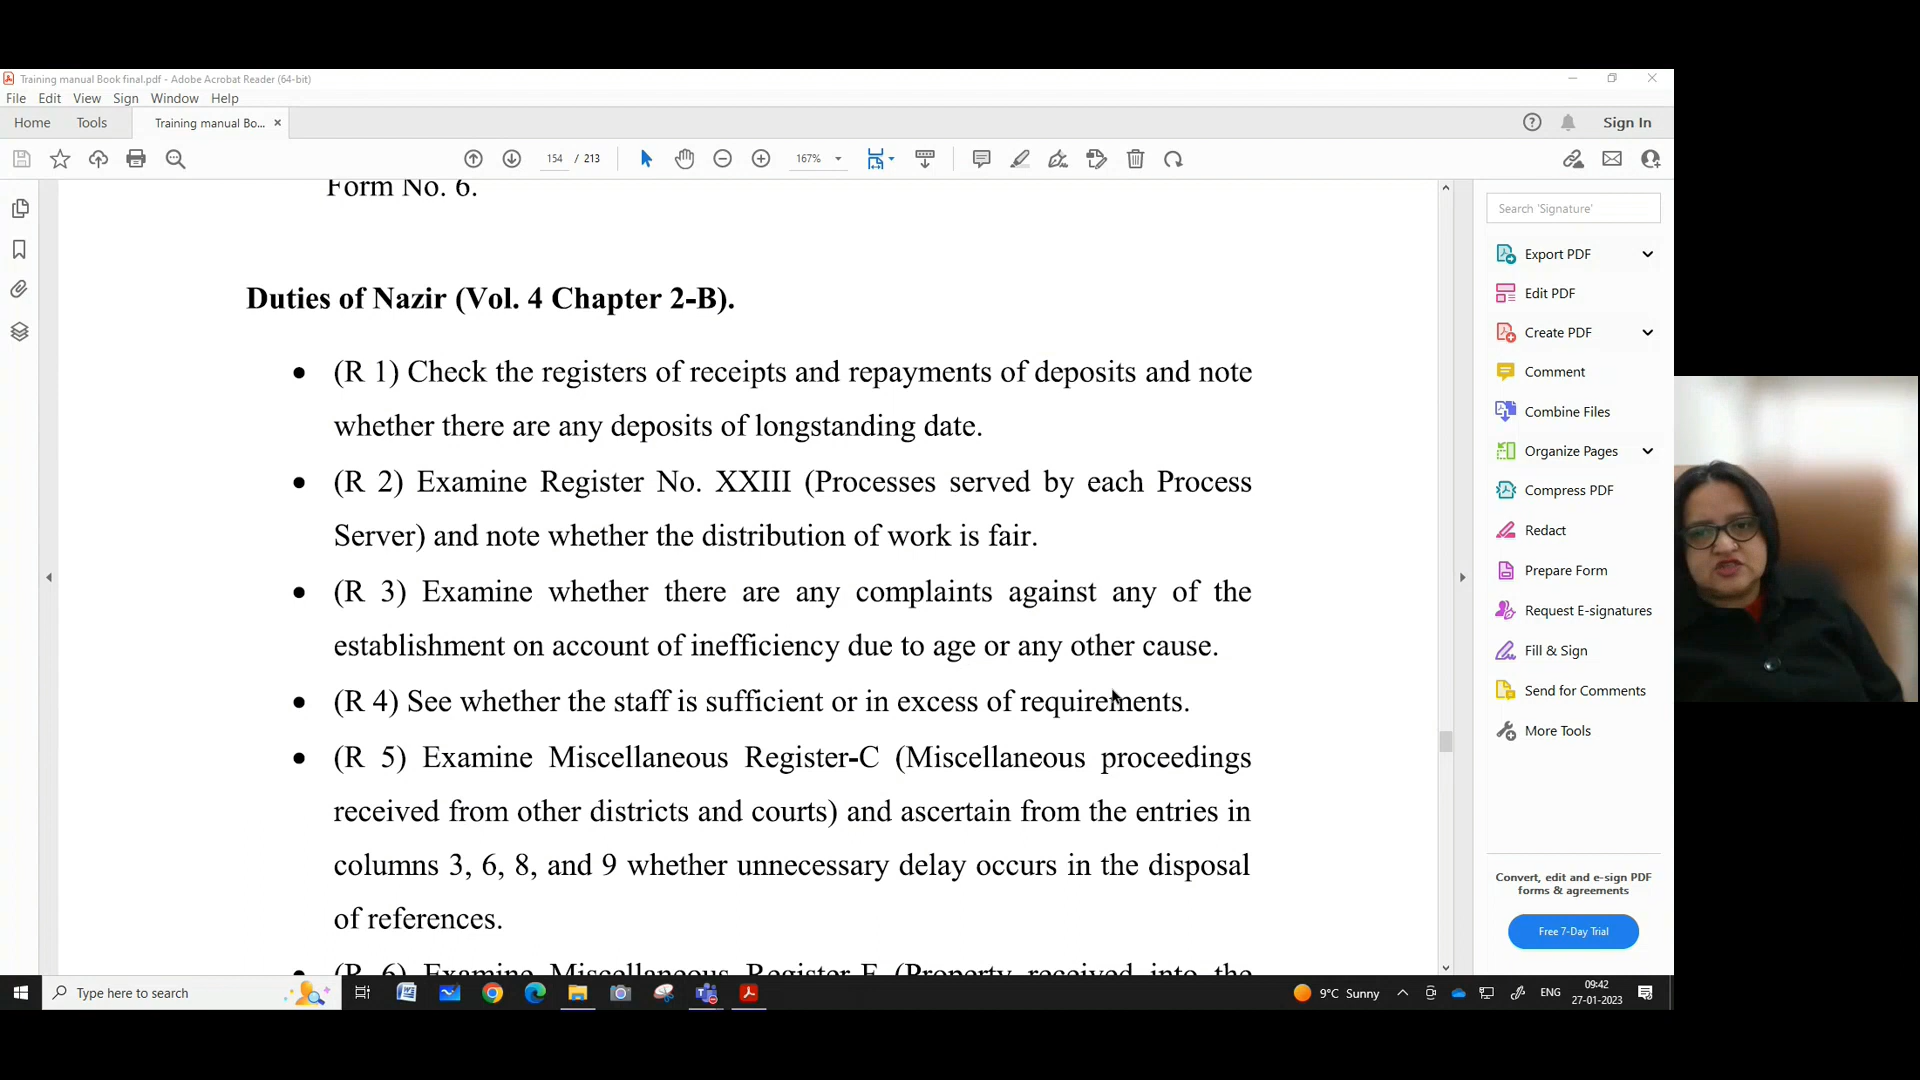 Training manual Book final.pdf - Adobe Acrobat Reader (64-bit)
File Edit View Sign Window Help
Home Tools Training manual Bo... × Sign In
154 / 213 167%
Form No. 6.
Duties of Nazir (Vol. 4 Chapter 2-B).
• (R 1) Check the registers of receipts and repayments of deposits and note
whether there are any deposits of longstanding date.
• (R 2) Examine Register No. XXIII (Processes served by each Process
Server) and note whether the distribution of work is fair.
• (R 3) Examine whether there are any complaints against any of the
establishment on account of inefficiency due to age or any other cause.
• (R 4) See whether the staff is sufficient or in excess of requirements.
• (R 5) Examine Miscellaneous Register-C (Miscellaneous proceedings
received from other districts and courts) and ascertain from the entries in
columns 3, 6, 8, and 9 whether unnecessary delay occurs in the disposal
of references.
• (R 6) Examine Miscellaneous Register-E (Property received into the
Search 'Signature'
Export PDF
Edit PDF
Create PDF
Comment
Combine Files
Organize Pages
Compress PDF
Redact
Prepare Form
Request E-signatures
Fill & Sign
Send for Comments
More Tools
Convert, edit and e-sign PDF
forms & agreements
Free 7-Day Trial
Type here to search
9°C Sunny
ENG
09:42
27-01-2023